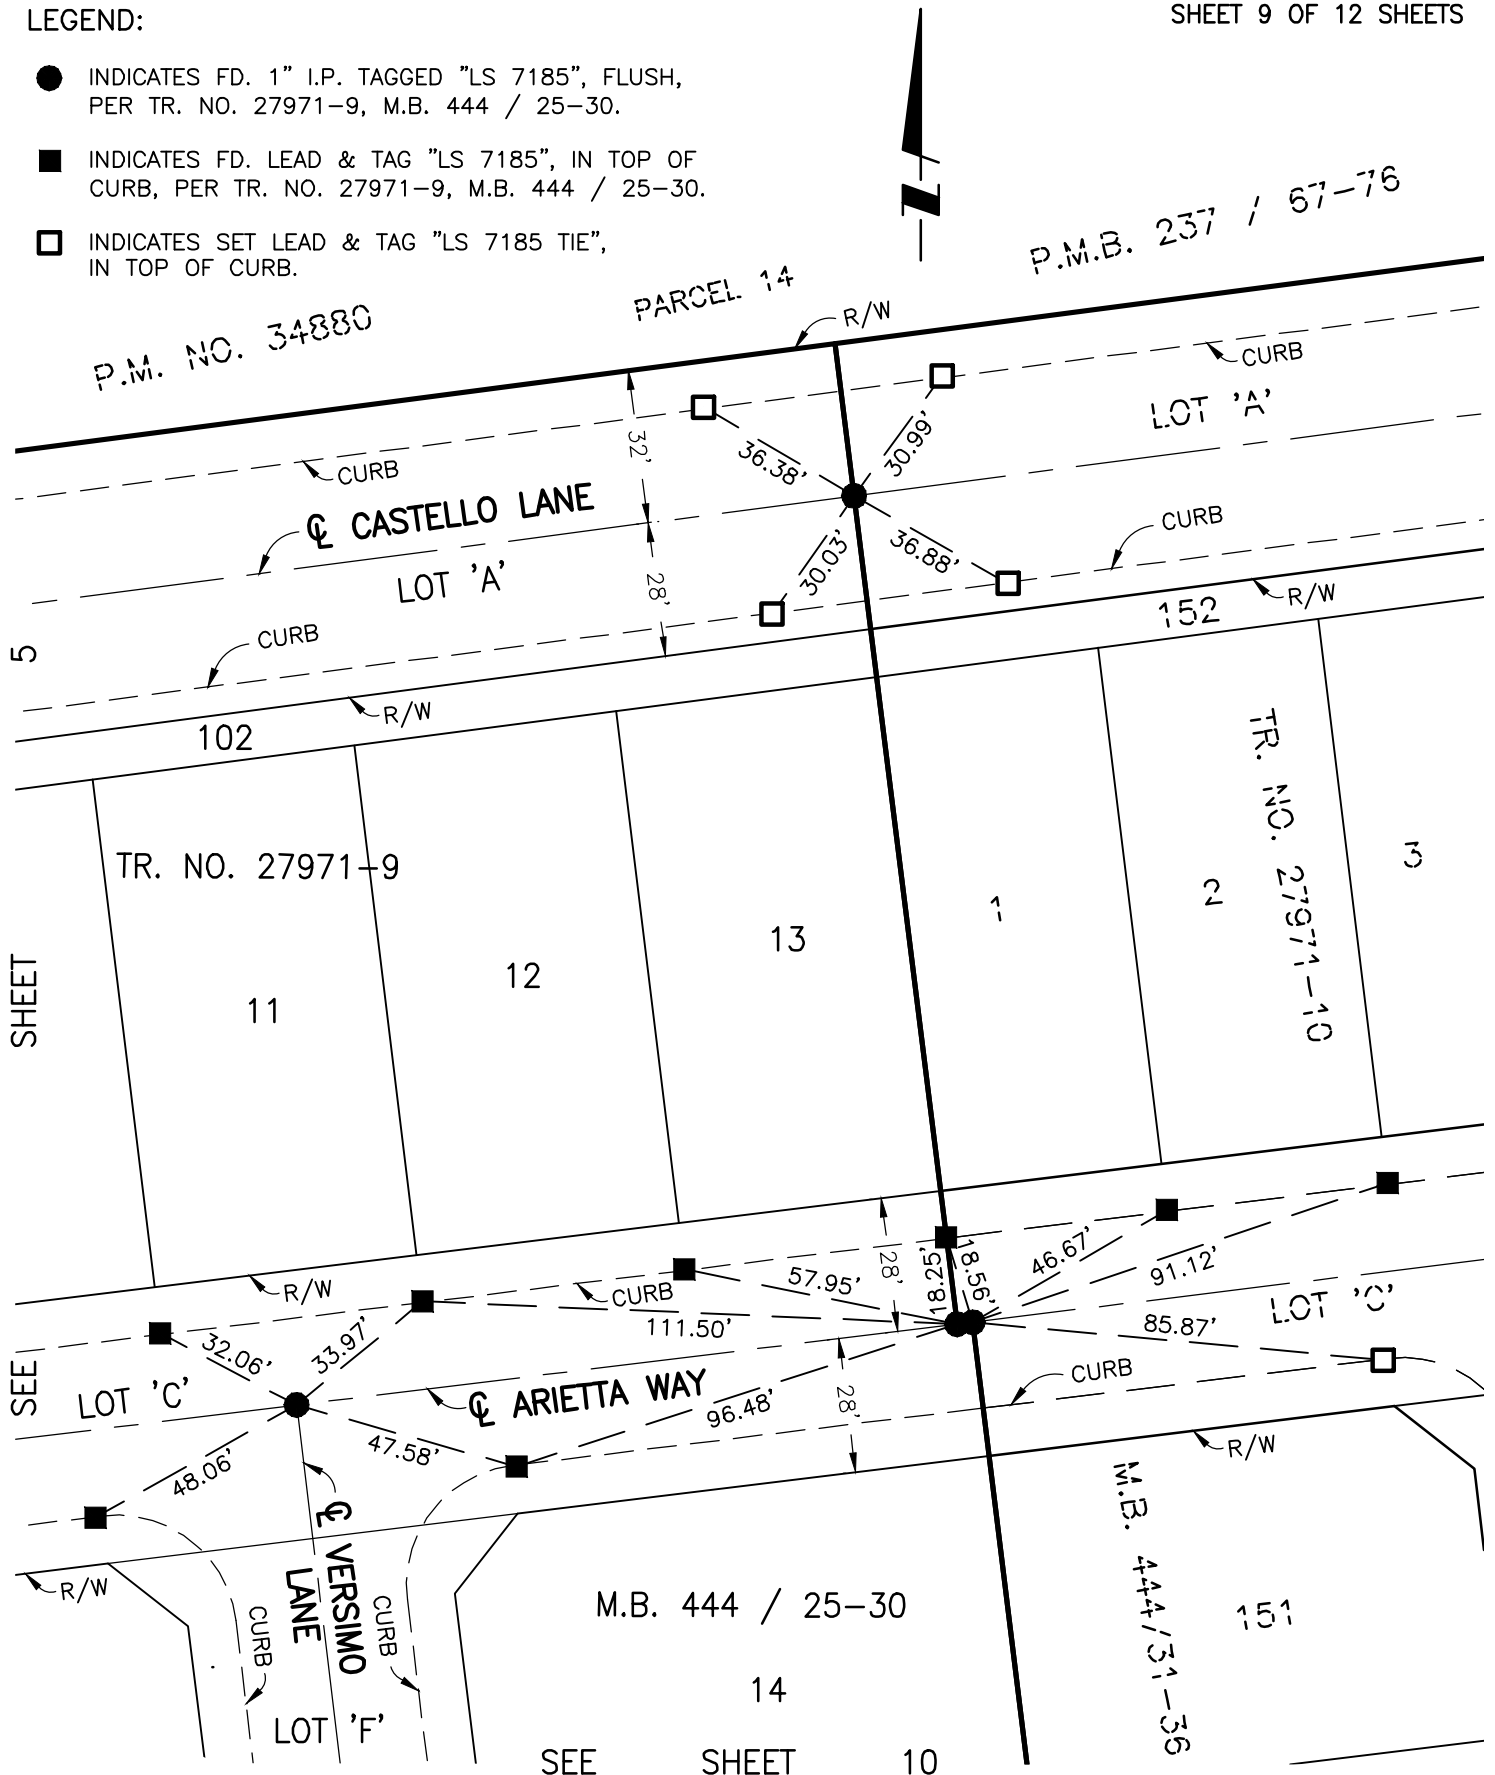 LEGEND:
SHEET 9 OF 12 SHEETS
INDICATES FD. 1" I.P. TAGGED "LS 7185", FLUSH,
PER TR. NO. 27971-9, M.B. 444 / 25-30.
INDICATES FD. LEAD & TAG "LS 7185", IN TOP OF
CURB, PER TR. NO. 27971-9, M.B. 444 / 25-30.
INDICATES SET LEAD & TAG "LS 7185 TIE",
IN TOP OF CURB.
N
P.M. NO. 34880
PARCEL 14
P.M.B. 237 / 67-76
R/W
CURB
LOT 'A'
32'
36.38'
30.99'
CURB
℄ CASTELLO LANE
LOT 'A'
28'
30.03'
36.88'
CURB
CURB
152
R/W
R/W
102
TR. NO. 27971-9
11
12
13
1
2
3
TR. NO. 27971-10
SEE SHEET 5
R/W
CURB
28'
57.95'
18.25'
18.56'
46.67'
91.12'
LOT 'C'
32.06'
33.97'
111.50'
85.87'
LOT 'C'
℄ ARIETTA WAY
96.48'
28'
CURB
48.06'
47.58'
R/W
R/W
℄ VERSIMO
LANE
CURB
CURB
LOT 'F'
M.B. 444 / 25-30
14
M.B. 444/31-36
151
SEE SHEET 10